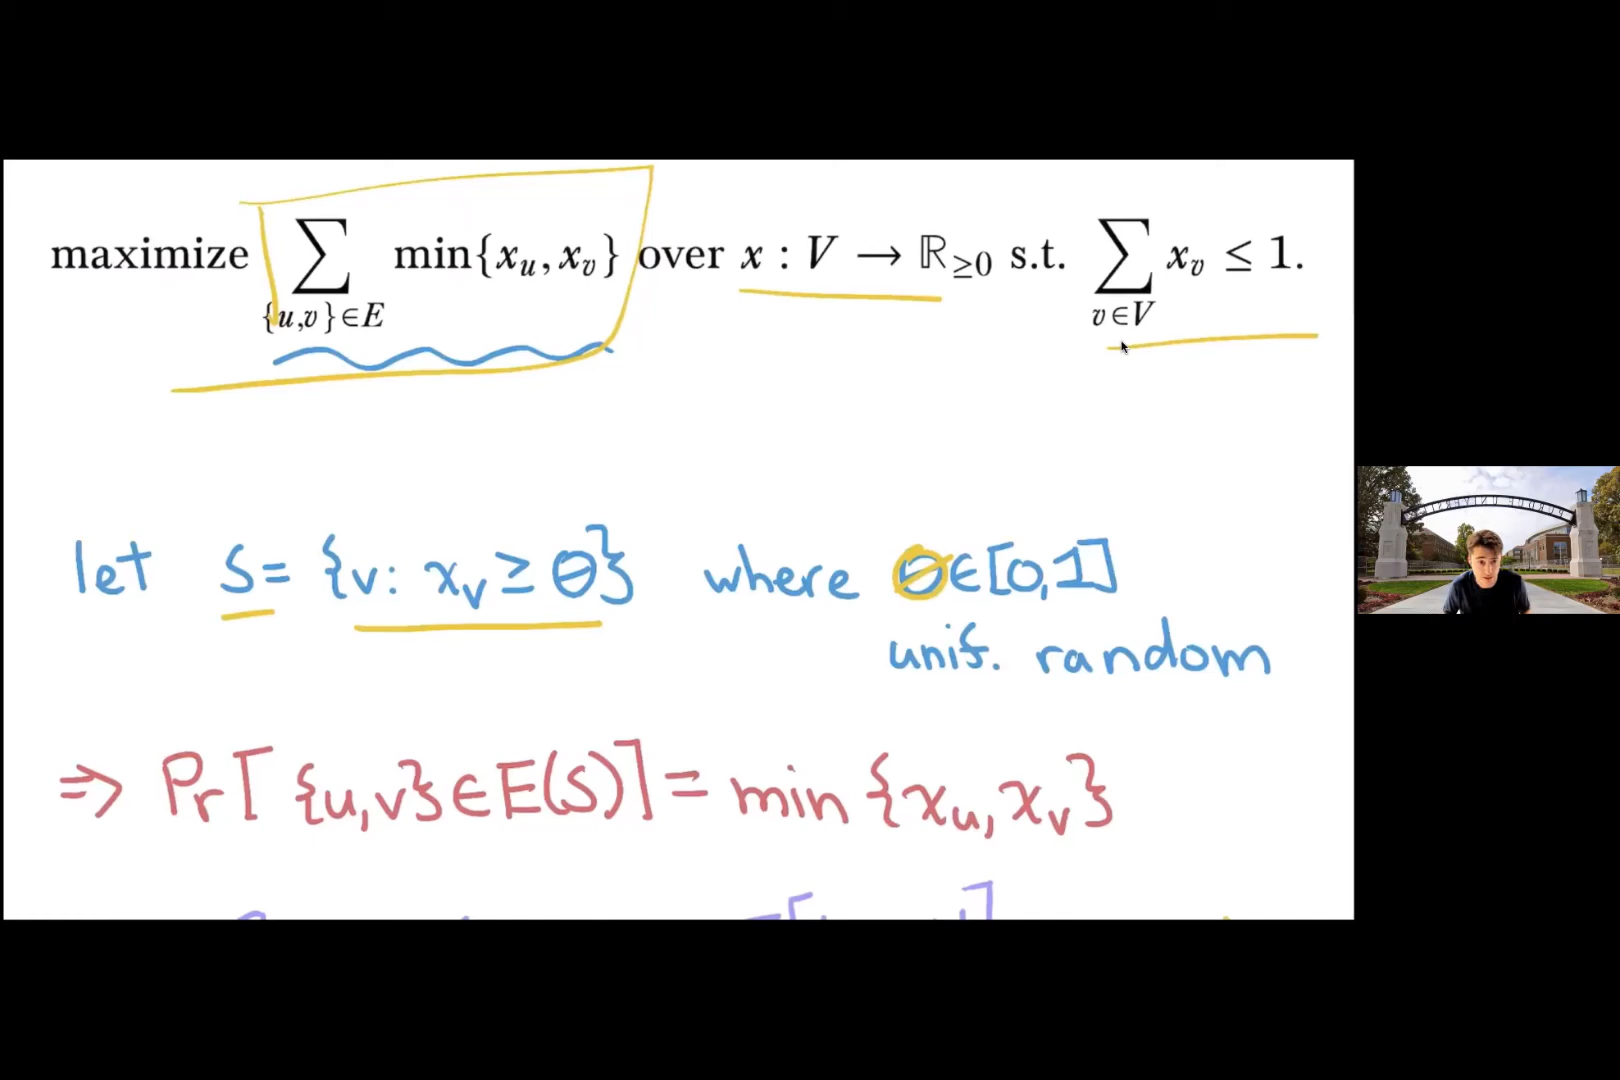 maximize ∑_{{u,v}∈E} min{x_u, x_v} over x : V → ℝ_{≥0} s.t. ∑_{v∈V} x_v ≤ 1.
let S = {v: x_v ≥ θ} where θ∈[0,1]
unif. random
⇒ Pr[ {u,v}∈E(S)] = min {x_u, x_v}